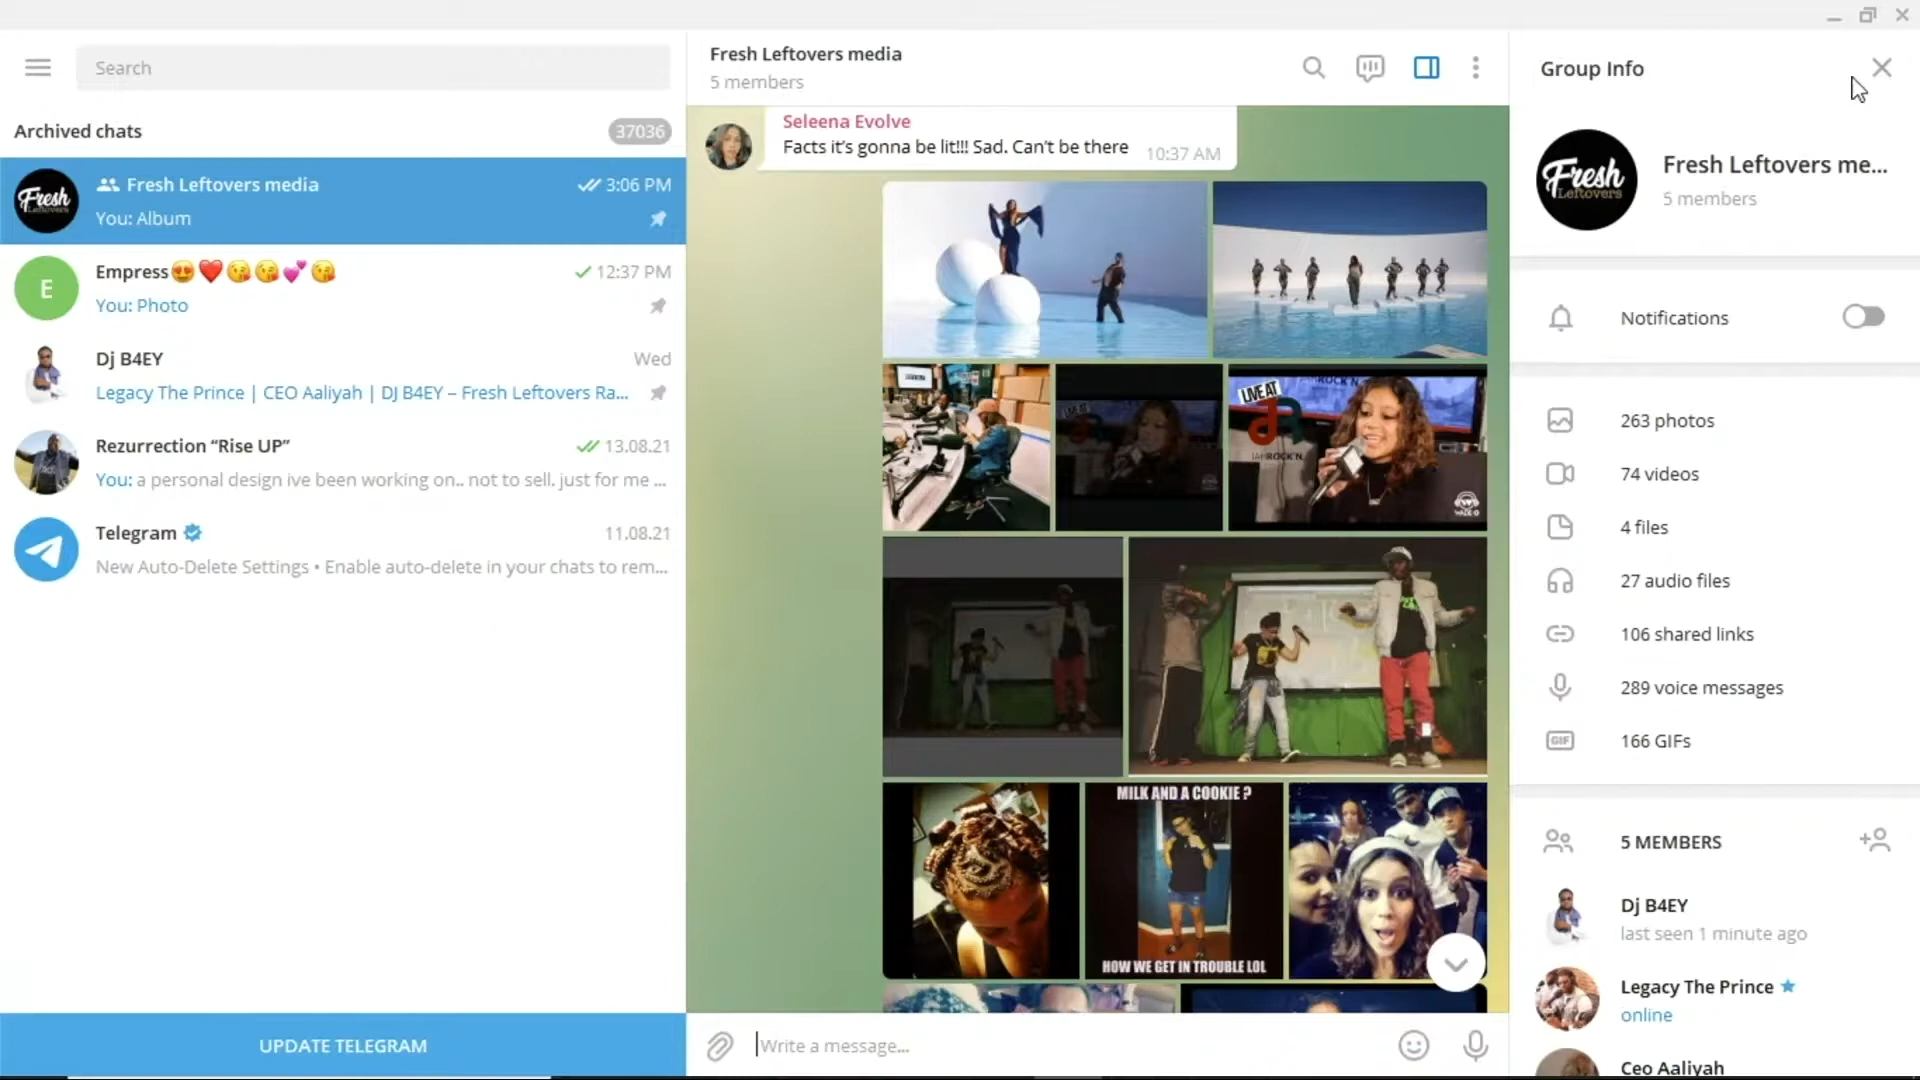 Search
Archived chats
37036
Fresh Leftovers media
3:06 PM
You: Album
E
Empress😍❤️😘😘💕😘
12:37 PM
You: Photo
Dj B4EY
Wed
Legacy The Prince | CEO Aaliyah | DJ B4EY – Fresh Leftovers Ra...
Rezurrection “Rise UP”
13.08.21
You: a personal design ive been working on.. not to sell. just for me ...
Telegram
11.08.21
New Auto-Delete Settings • Enable auto-delete in your chats to rem...
UPDATE TELEGRAM
Fresh Leftovers media
5 members
Seleena Evolve
Facts it’s gonna be lit!!! Sad. Can’t be there
10:37 AM
LIVE AT
JAHROCK'N
MILK AND A COOKIE ?
HOW WE GET IN TROUBLE LOL
Write a message...
Group Info
Fresh Leftovers
Fresh Leftovers me...
5 members
Notifications
263 photos
74 videos
4 files
27 audio files
106 shared links
289 voice messages
GIF
166 GIFs
5 MEMBERS
Dj B4EY
last seen 1 minute ago
Legacy The Prince
online
Ceo Aaliyah